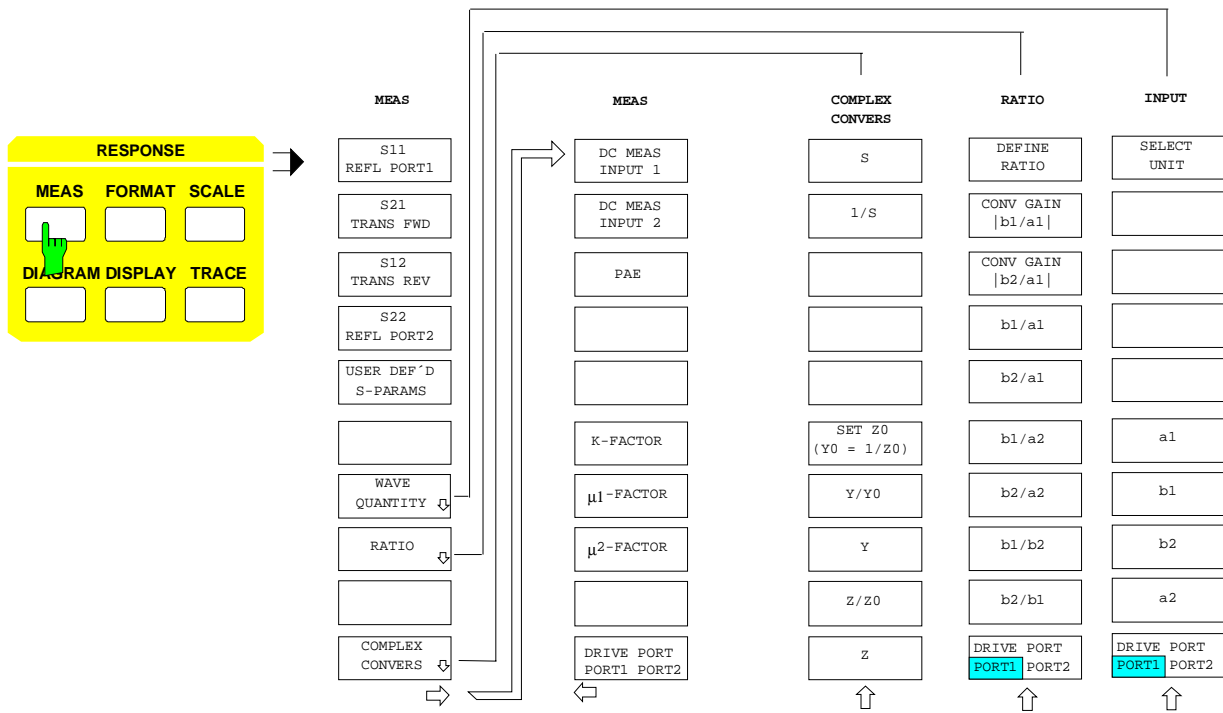 RESPONSE
MEAS FORMAT SCALE
DIAGRAM DISPLAY TRACE
MEAS
S11
REFL PORT1
S21
TRANS FWD
S12
TRANS REV
S22
REFL PORT2
USER DEF´D
S-PARAMS
WAVE
QUANTITY
RATIO
COMPLEX
CONVERS
MEAS
DC MEAS
INPUT 1
DC MEAS
INPUT 2
PAE
K-FACTOR
µ1-FACTOR
µ2-FACTOR
DRIVE PORT
PORT1 PORT2
COMPLEX
CONVERS
S
1/S
SET Z0
(Y0 = 1/Z0)
Y/Y0
Y
Z/Z0
Z
RATIO
DEFINE
RATIO
CONV GAIN
|b1/a1|
CONV GAIN
|b2/a1|
b1/a1
b2/a1
b1/a2
b2/a2
b1/b2
b2/b1
DRIVE PORT
PORT1 PORT2
INPUT
SELECT
UNIT
a1
b1
b2
a2
DRIVE PORT
PORT1 PORT2